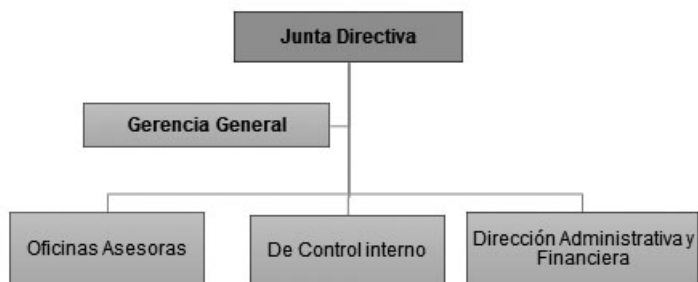 Junta Directiva
Gerencia General
Oficinas Asesoras
De Control interno
Dirección Administrativa y
Financiera